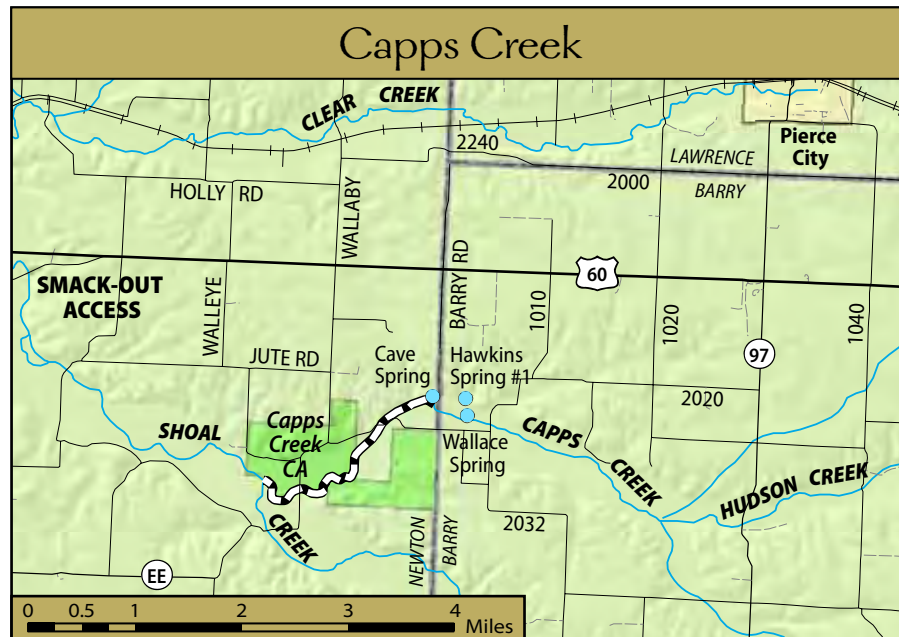 Capps Creek
CLEAR CREEK
2240
LAWRENCE
Pierce
City
2000
BARRY
HOLLY RD
WALLABY
BARRY RD
60
SMACK-OUT
ACCESS
WALLEYE
1010
1020
1040
97
JUTE RD
Cave
Spring
Hawkins
Spring #1
2020
SHOAL
Capps
Creek
CA
CAPPS
Wallace
Spring
CREEK
HUDSON CREEK
CREEK
2032
NEWTON
BARRY
EE
0 0.5 1 2 3 4
Miles